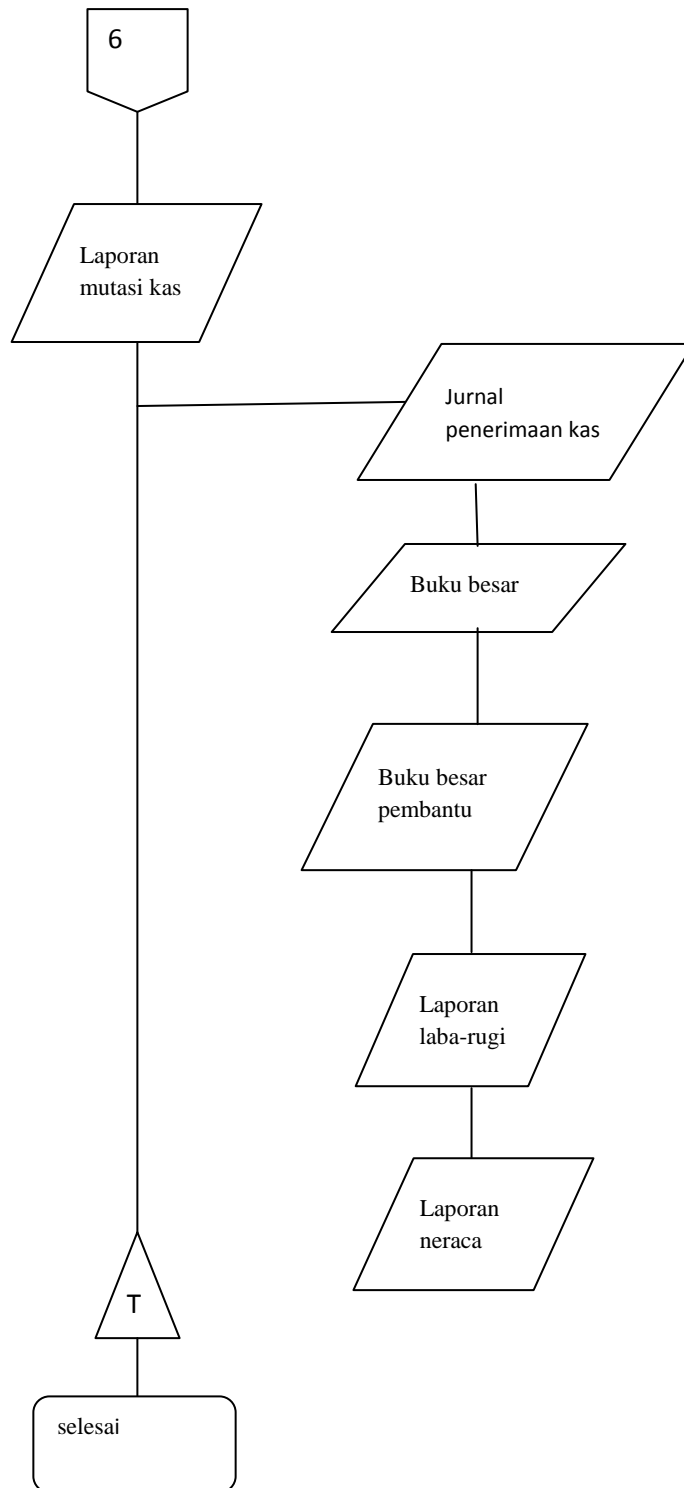 6
Laporan
mutasi kas
Jurnal
penerimaan kas
Buku besar
Buku besar
pembantu
Laporan
laba-rugi
Laporan
neraca
T
selesai